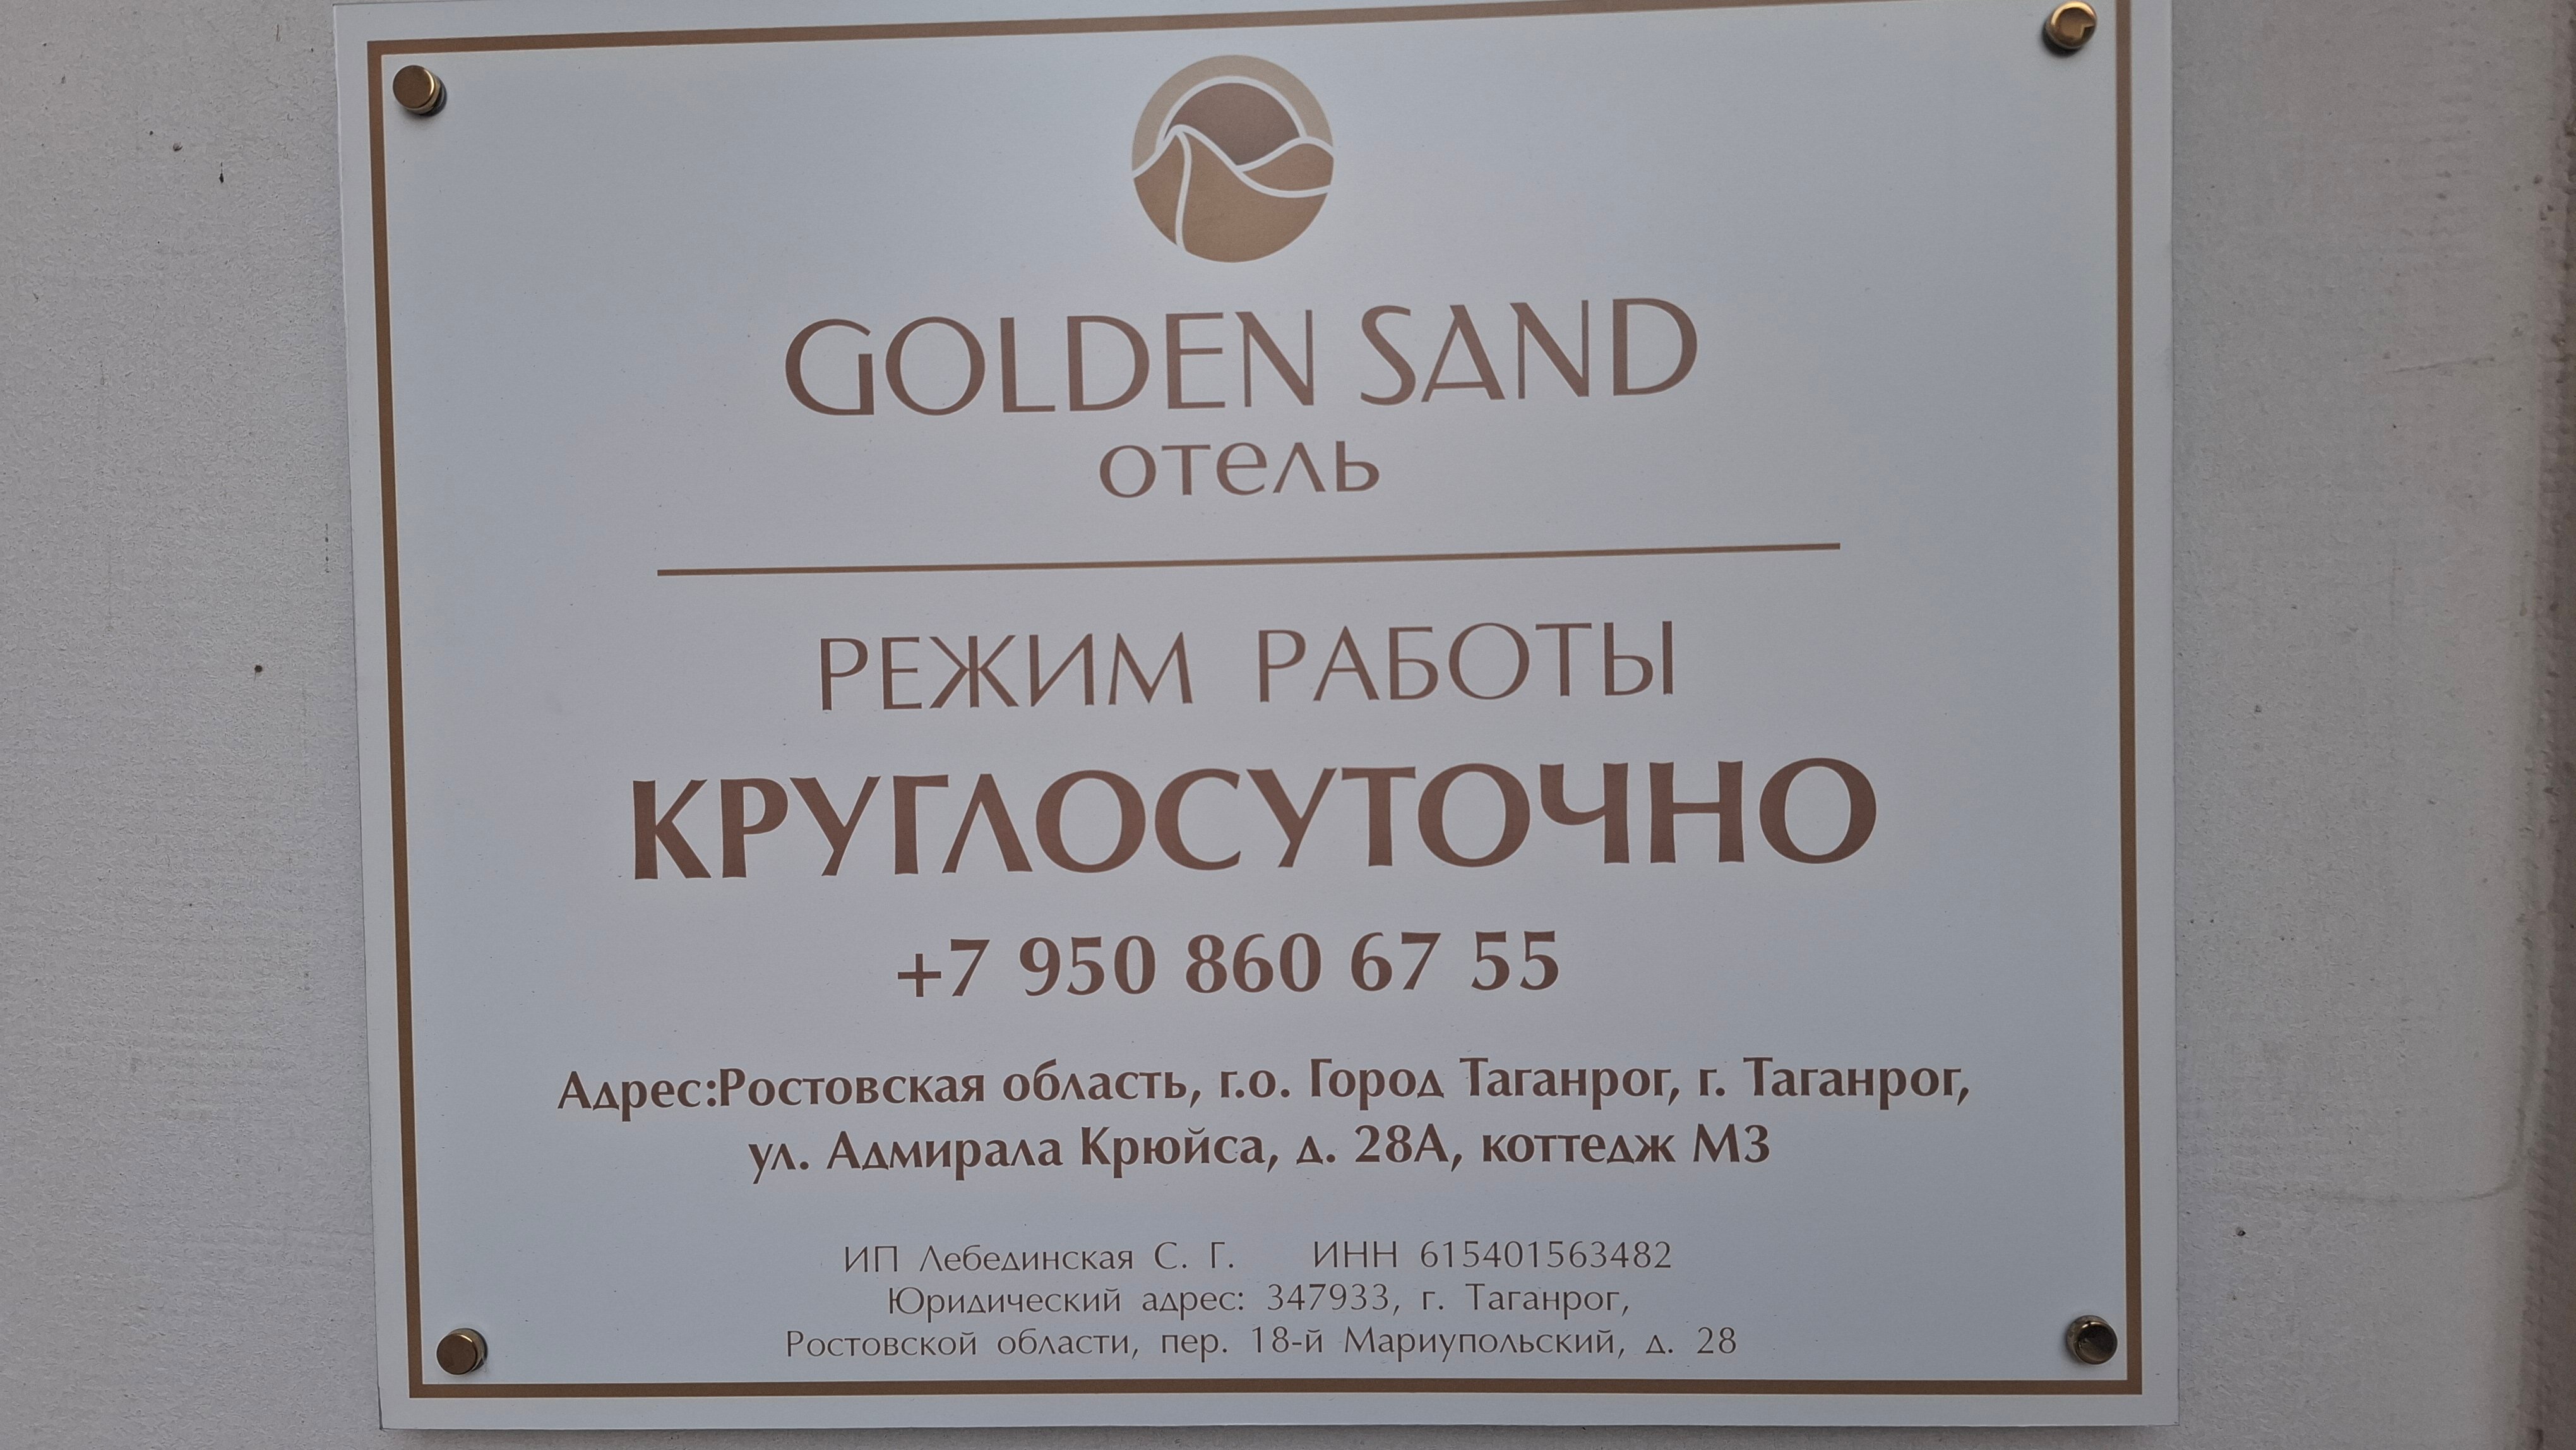 GOLDEN SAND
отель
РЕЖИМ РАБОТЫ
КРУГЛОСУТОЧНО
+7 950 860 67 55
Адрес:Ростовская область, г.о. Город Таганрог, г. Таганрог,
ул. Адмирала Крюйса, д. 28А, коттедж М3
ИП Лебединская С. Г. ИНН 615401563482
Юридический адрес: 347933, г. Таганрог,
Ростовской области, пер. 18-й Мариупольский, д. 28